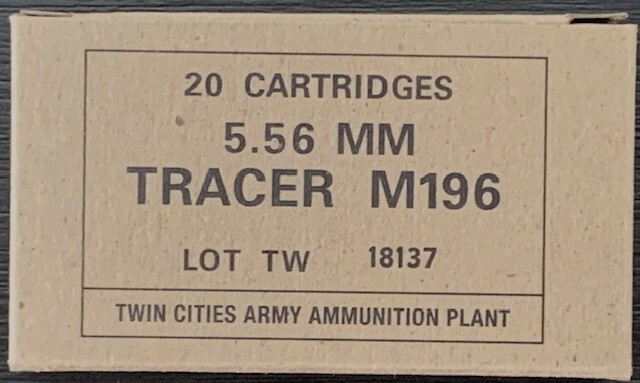 20 CARTRIDGES
5.56 MM
TRACER M196
LOT TW 18137
TWIN CITIES ARMY AMMUNITION PLANT